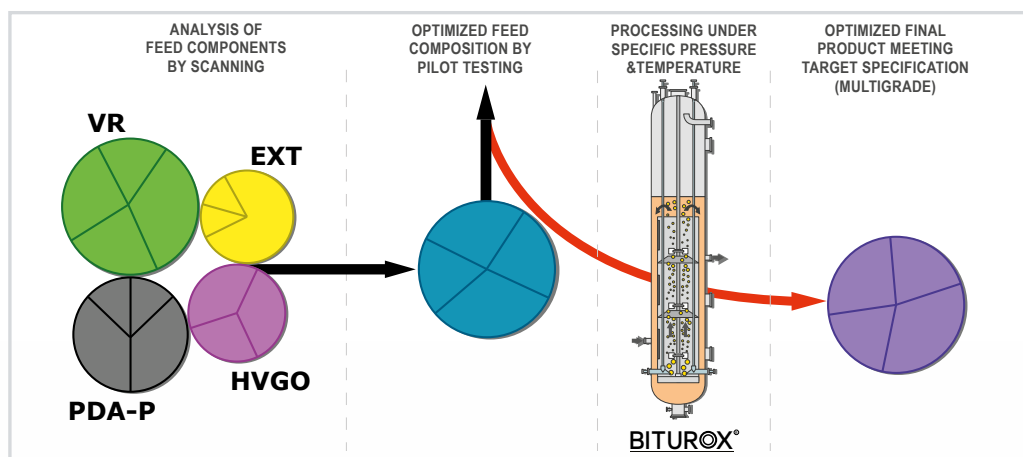 ANALYSIS OF
FEED COMPONENTS
BY SCANNING
OPTIMIZED FEED
COMPOSITION BY
PILOT TESTING
PROCESSING UNDER
SPECIFIC PRESSURE
&TEMPERATURE
OPTIMIZED FINAL
PRODUCT MEETING
TARGET SPECIFICATION
(MULTIGRADE)
VR
EXT
HVGO
PDA-P
BITUROX®